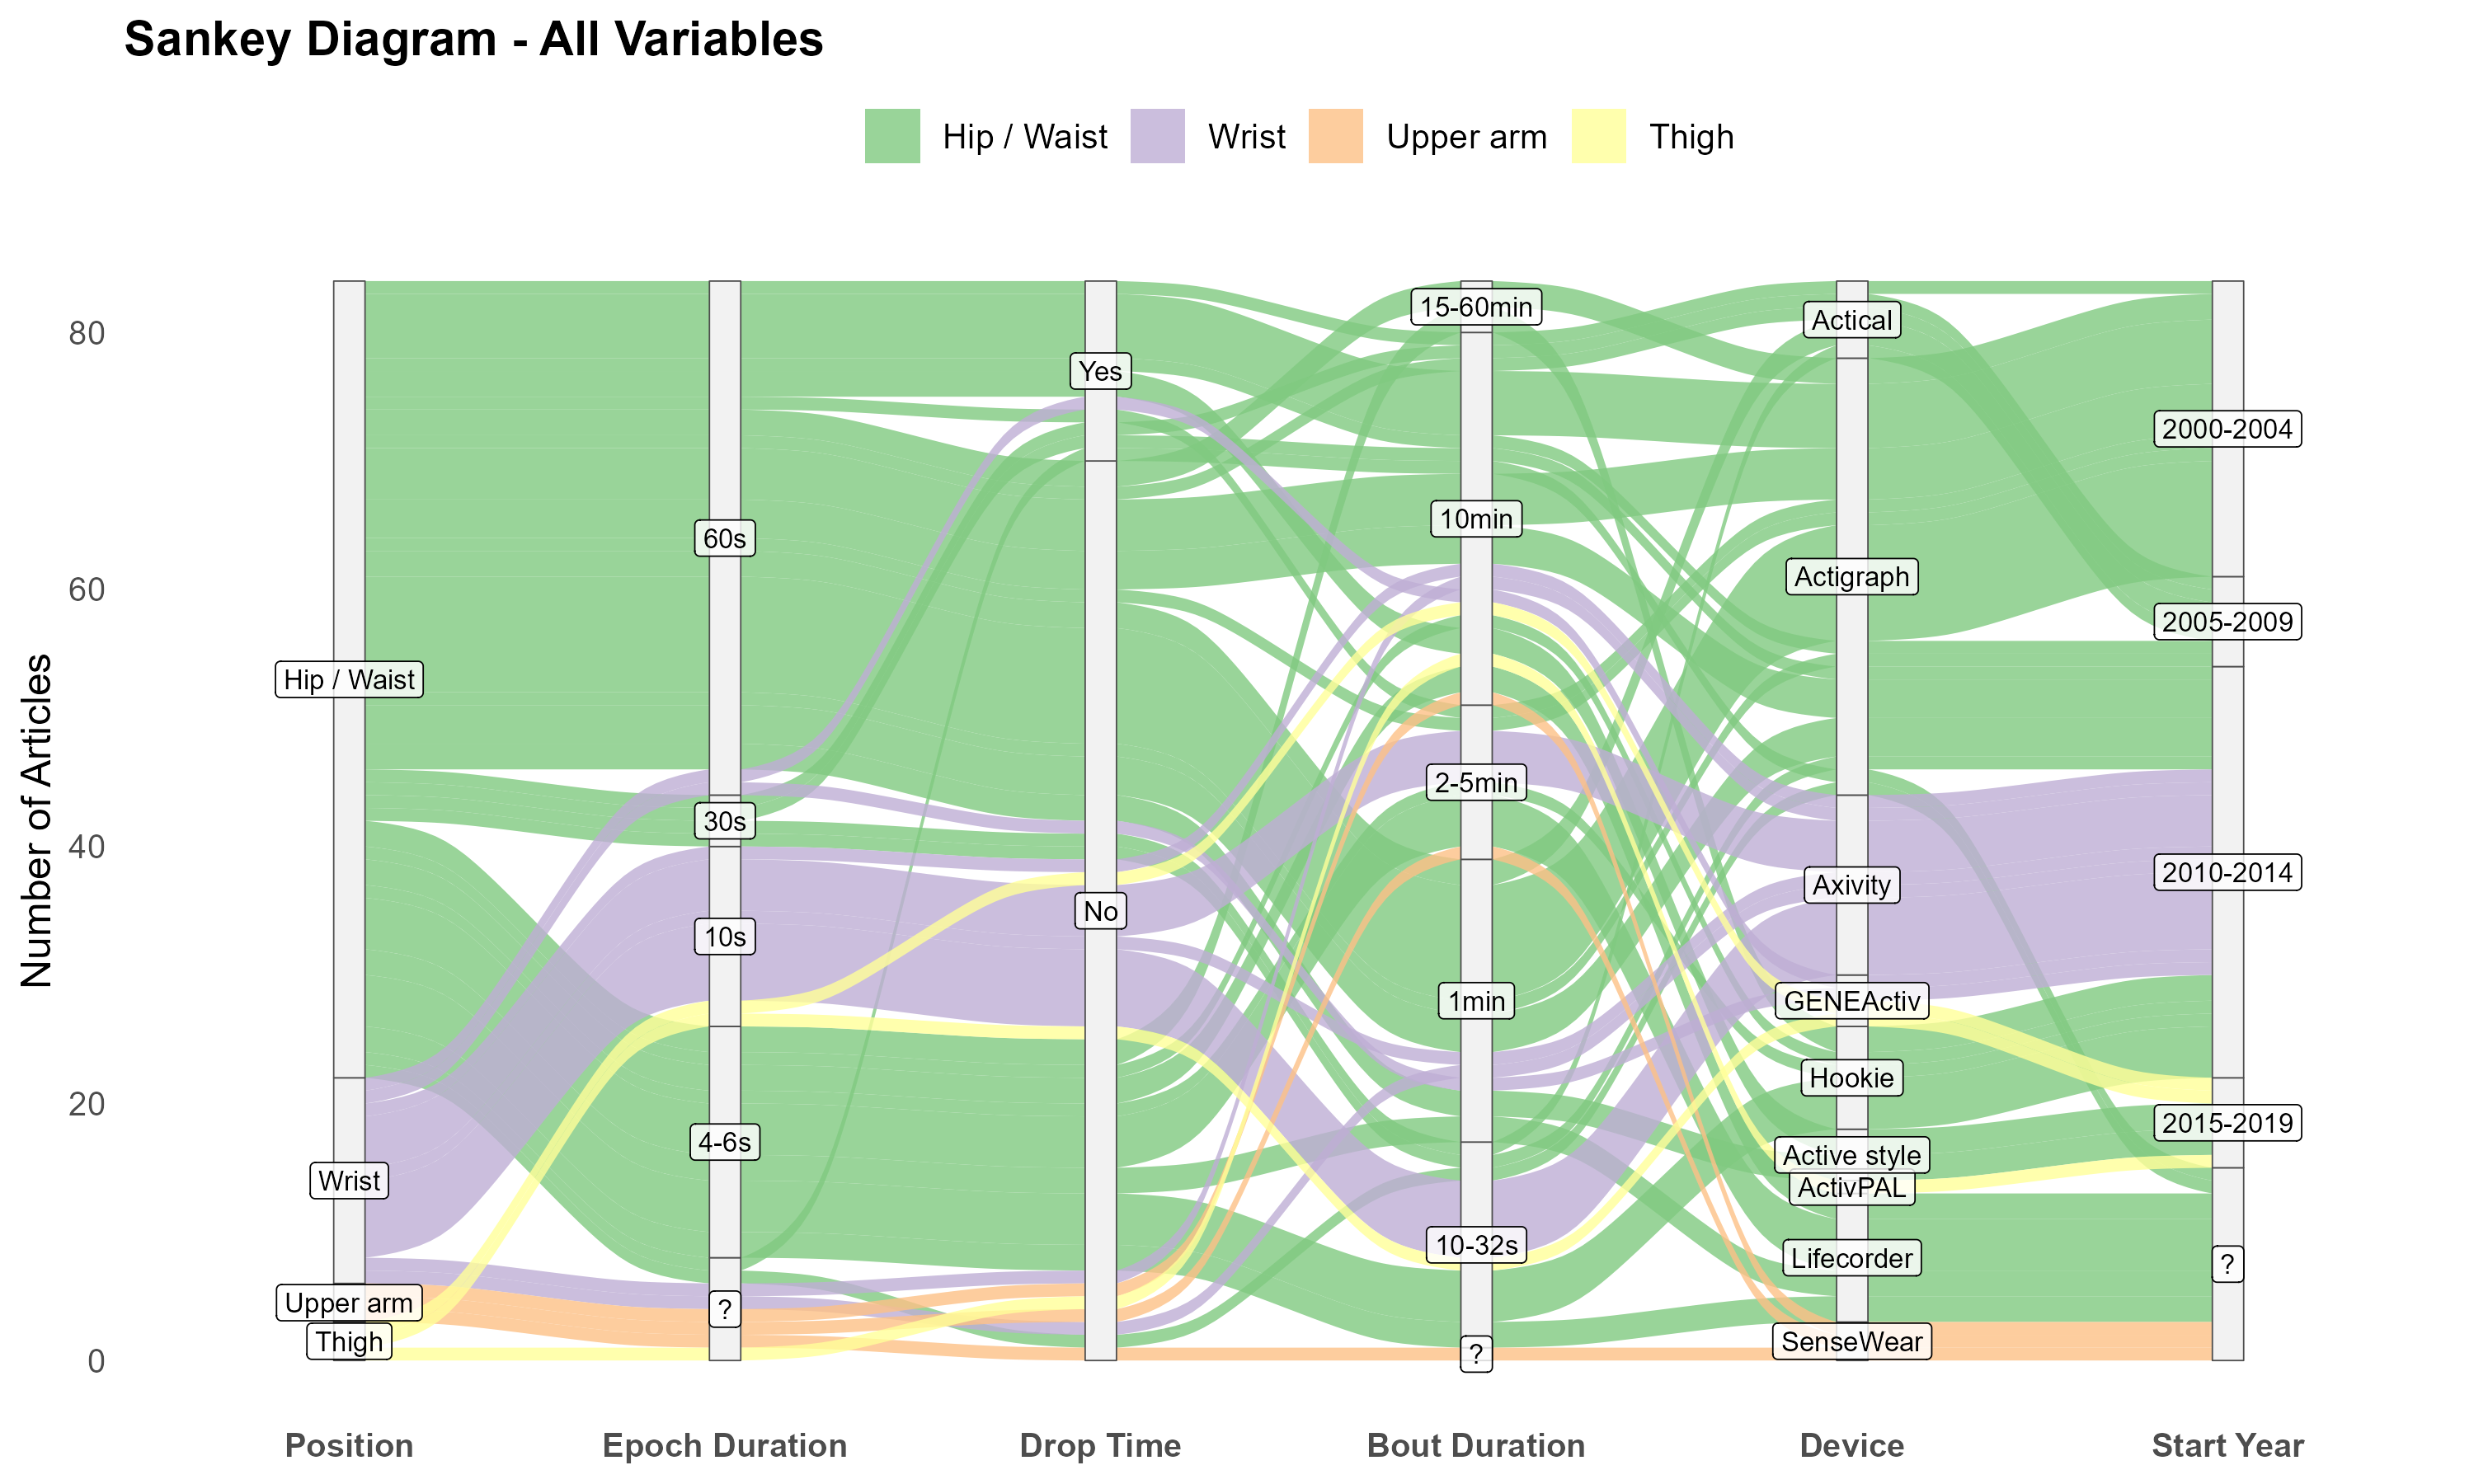 Sankey Diagram - All Variables
Hip / Waist
Wrist
Upper arm
Thigh
Number of Articles
80
60
40
20
0
Hip / Waist
Wrist
Upper arm
Thigh
60s
30s
10s
4-6s
?
Yes
No
15-60min
10min
2-5min
1min
10-32s
?
Actical
Actigraph
Axivity
GENEActiv
Hookie
Active style
ActivPAL
Lifecorder
SenseWear
2000-2004
2005-2009
2010-2014
2015-2019
?
Position
Epoch Duration
Drop Time
Bout Duration
Device
Start Year